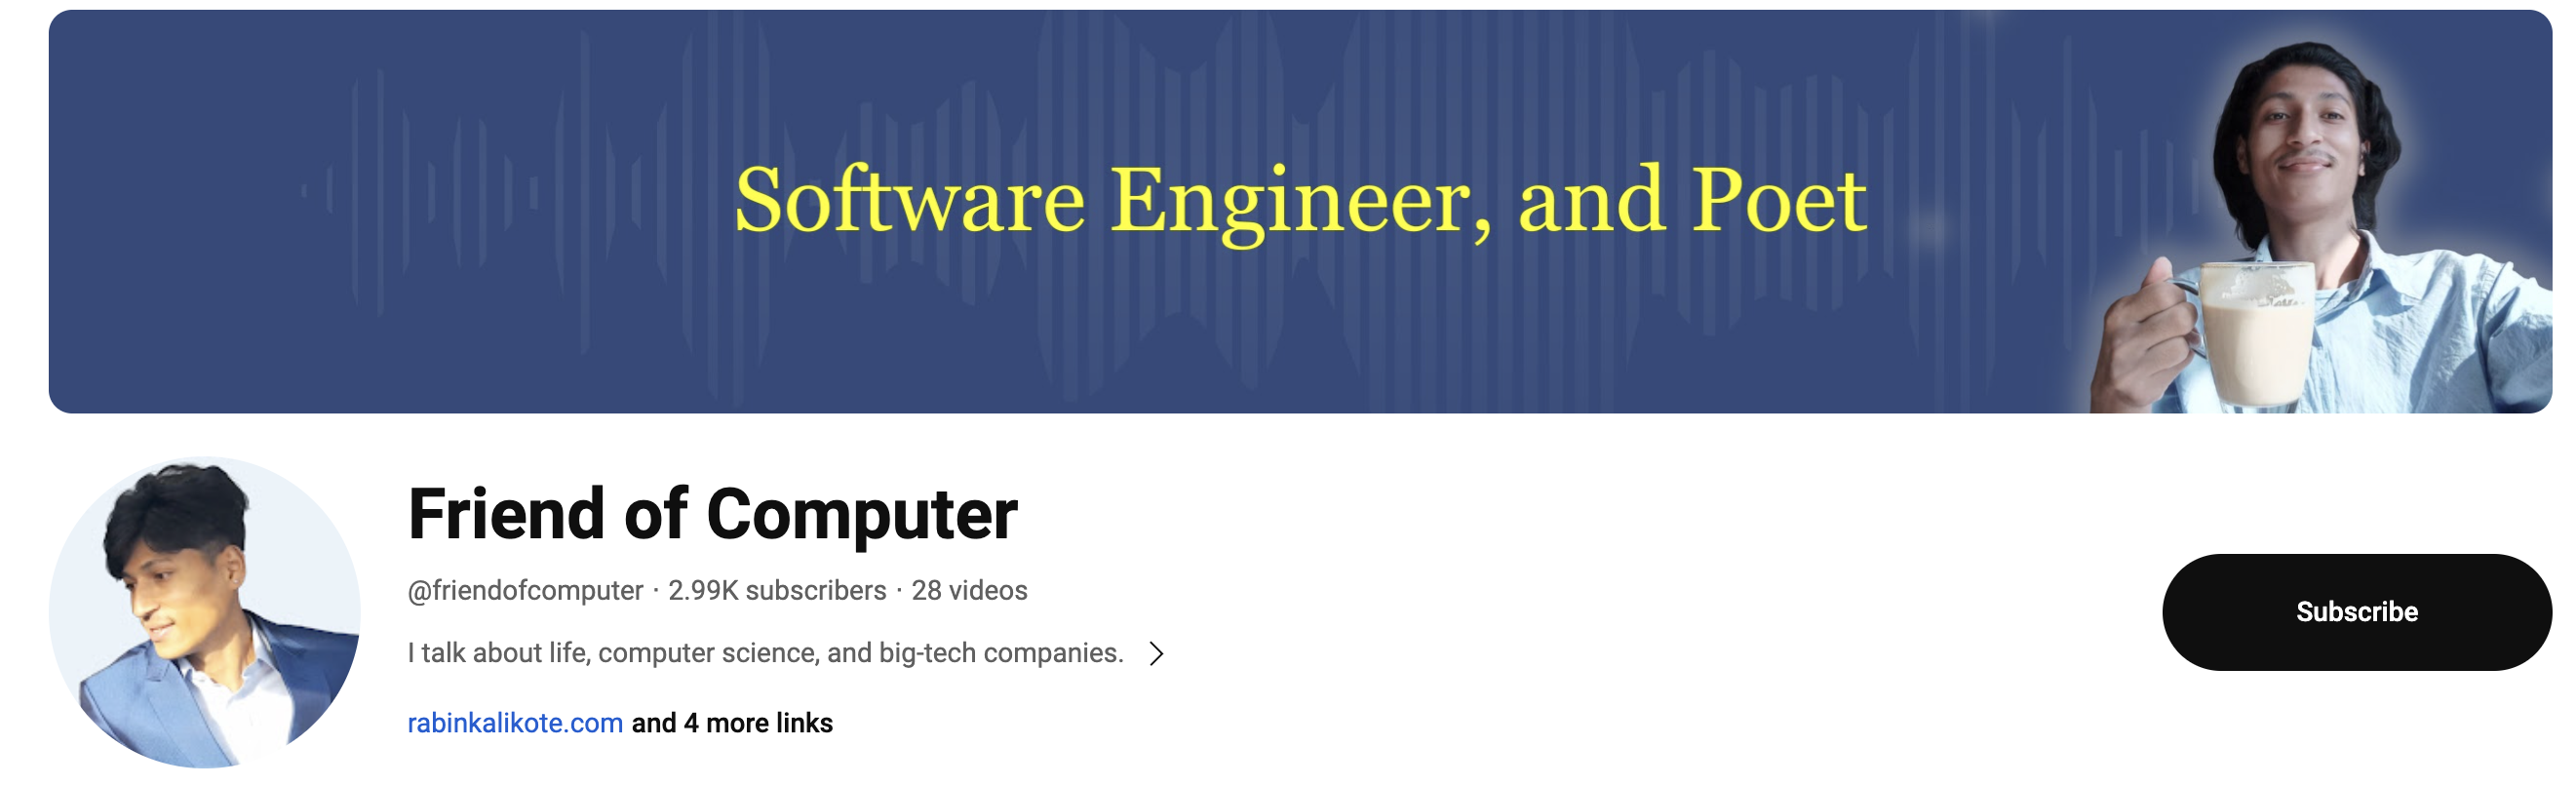 Software Engineer, and Poet
Friend of Computer
@friendofcomputer · 2.99K subscribers · 28 videos
I talk about life, computer science, and big-tech companies.
rabinkalikote.com and 4 more links
Subscribe